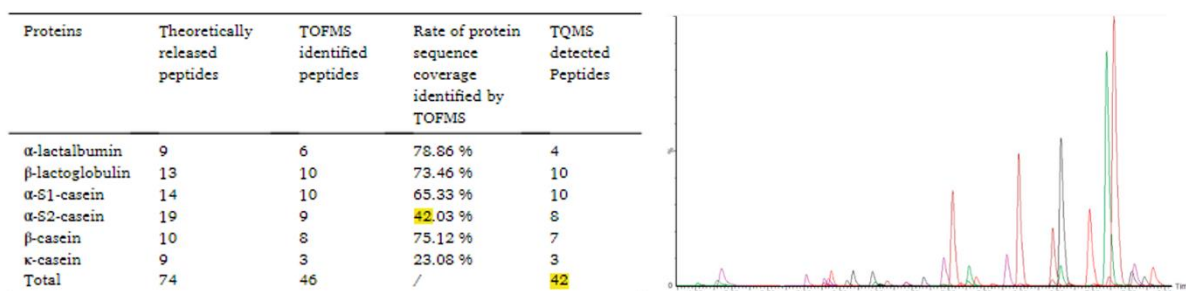 Proteins Theoretically TOFMS Rate of protein TQMS
released identified sequence detected
peptides peptides coverage Peptides
identified by
TOFMS
α-lactalbumin 9 6 78.86 % 4
β-lactoglobulin 13 10 73.46 % 10
α-S1-casein 14 10 65.33 % 10
α-S2-casein 19 9 42.03 % 8
β-casein 10 8 75.12 % 7
κ-casein 9 3 23.08 % 3
Total 74 46 / 42
%
0